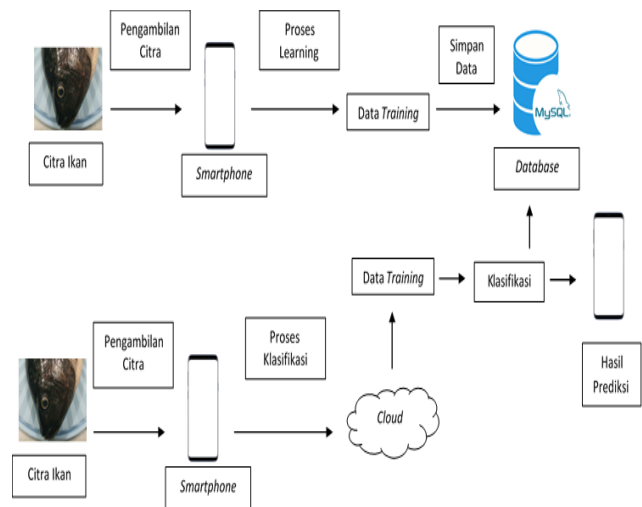 Pengambilan
Citra
Proses
Learning
Simpan
Data
MySQL
Citra Ikan
Smartphone
Data Training
Database
Data Training
Klasifikasi
Pengambilan
Citra
Proses
Klasifikasi
Cloud
Hasil
Prediksi
Citra Ikan
Smartphone